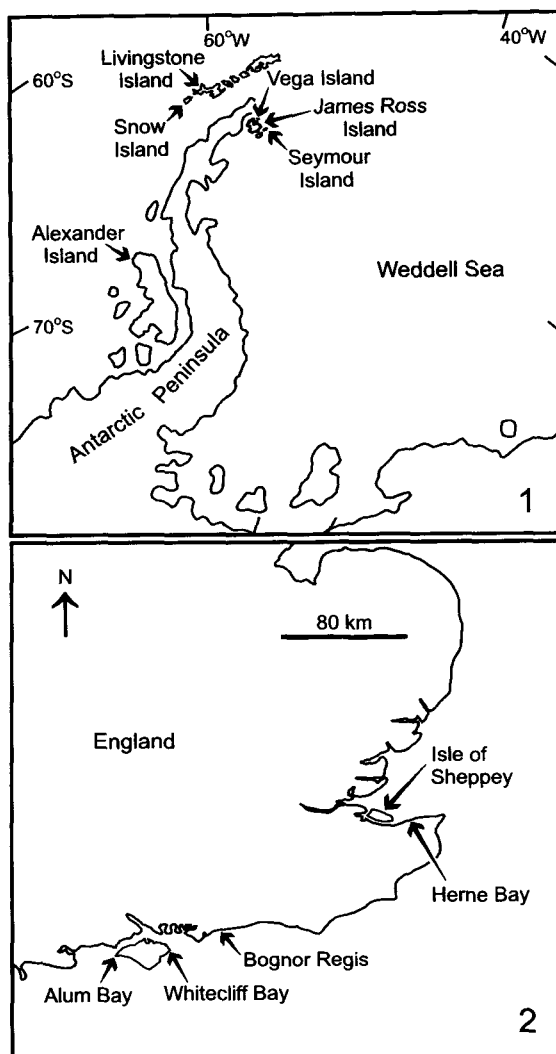 60°W
40°W
60°S
Livingstone
Island
Vega Island
Snow
Island
James Ross
Island
Seymour
Island
Alexander
Island
Weddell Sea
70°S
Antarctic Peninsula
1
N
80 km
England
Isle of
Sheppey
Herne Bay
Bognor Regis
Alum Bay
Whitecliff Bay
2